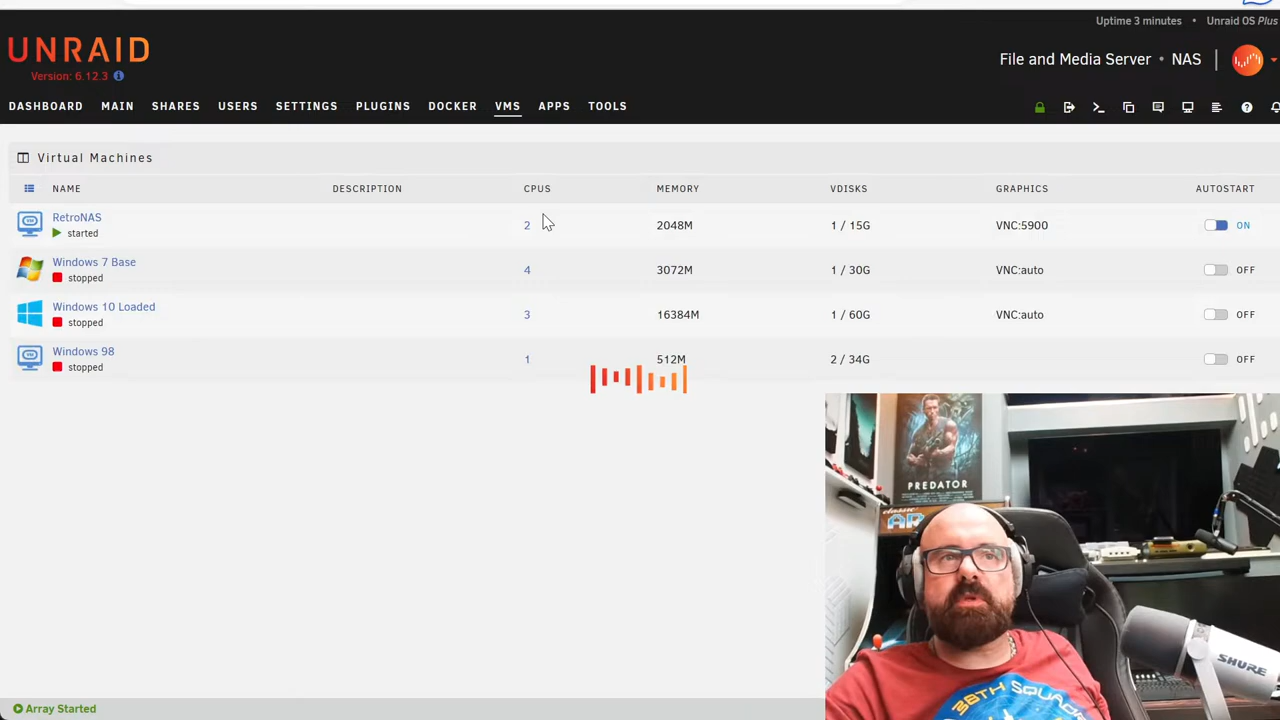 Uptime 3 minutes • Unraid OS Plus
UNRAID
Version: 6.12.3
File and Media Server • NAS
DASHBOARD MAIN SHARES USERS SETTINGS PLUGINS DOCKER VMS APPS TOOLS
Virtual Machines
NAME DESCRIPTION CPUS MEMORY VDISKS GRAPHICS AUTOSTART
RetroNAS
started
2 2048M 1 / 15G VNC:5900 ON
Windows 7 Base
stopped
4 3072M 1 / 30G VNC:auto OFF
Windows 10 Loaded
stopped
3 16384M 1 / 60G VNC:auto OFF
Windows 98
stopped
1 512M 2 / 34G OFF
PREDATOR
classic
AR
SHURE
38TH SQUAD
Array Started